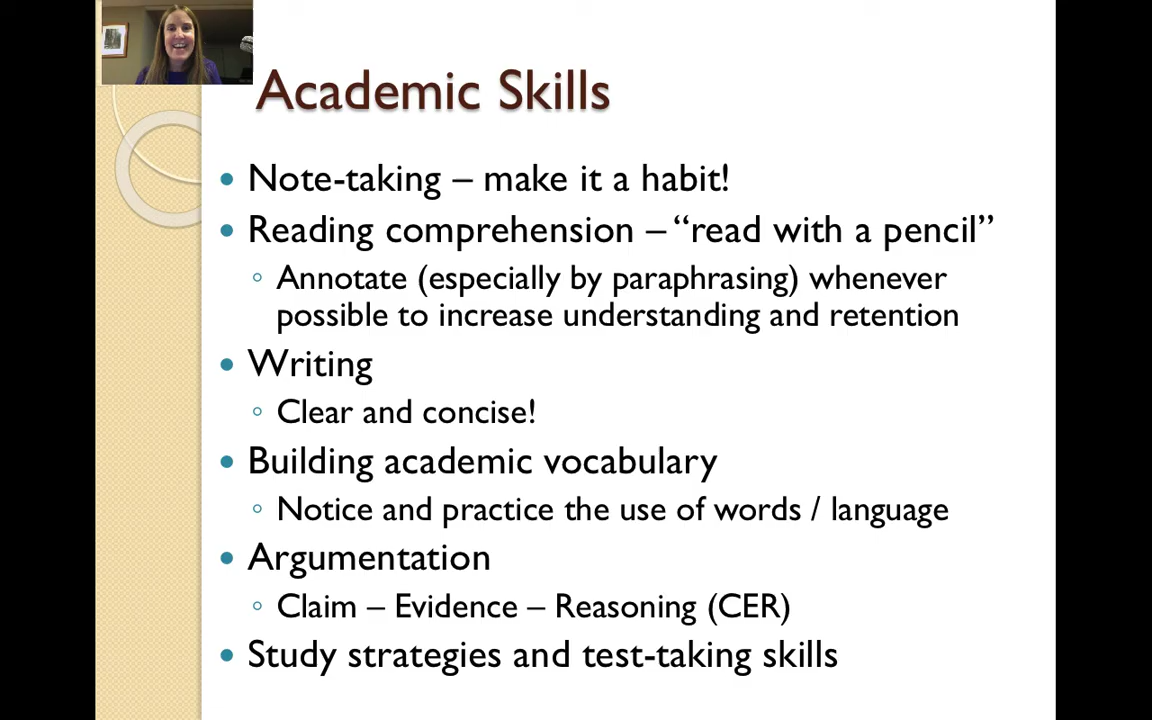 Academic Skills
• Note-taking – make it a habit!
• Reading comprehension – “read with a pencil”
◦ Annotate (especially by paraphrasing) whenever
possible to increase understanding and retention
• Writing
◦ Clear and concise!
• Building academic vocabulary
◦ Notice and practice the use of words / language
• Argumentation
◦ Claim – Evidence – Reasoning (CER)
• Study strategies and test-taking skills